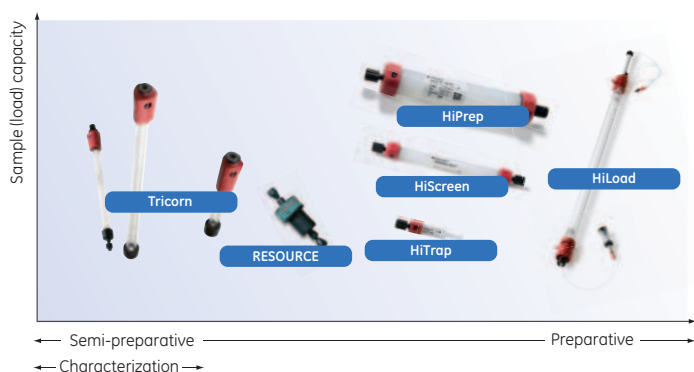 Sample (load) capacity
HiPrep
HiScreen
HiLoad
Tricorn
HiTrap
RESOURCE
Semi-preparative
Preparative
Characterization